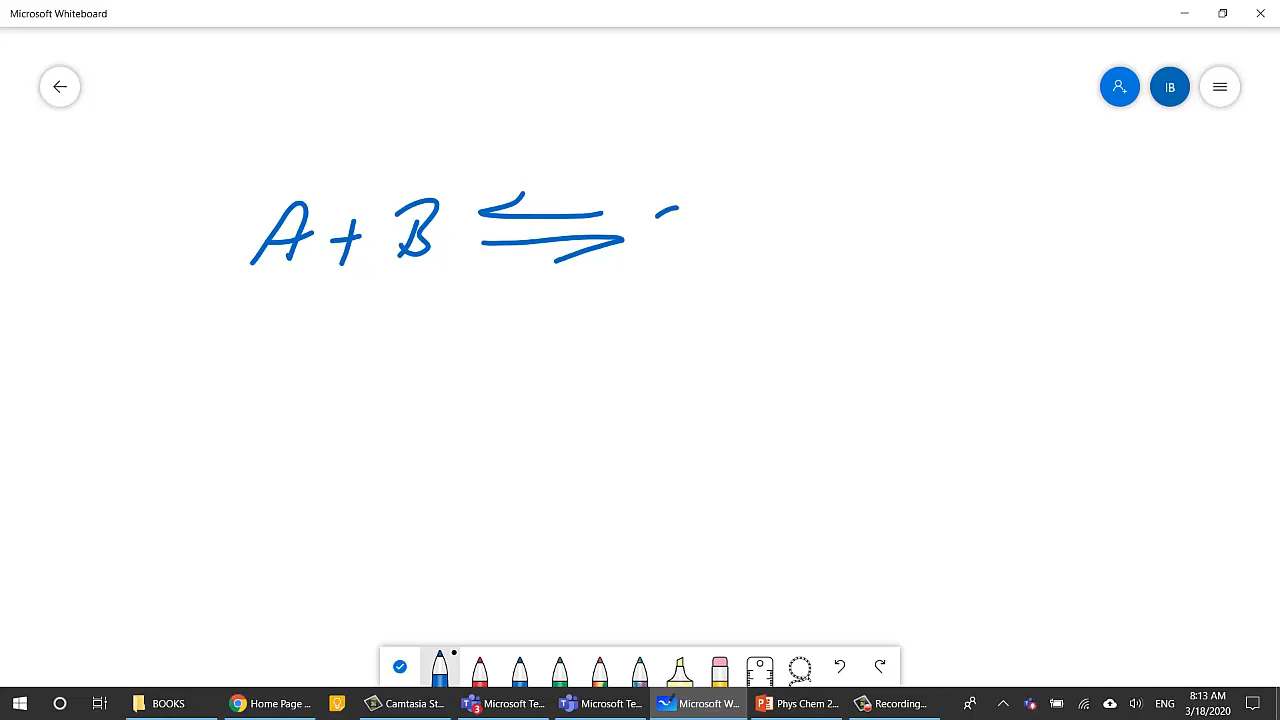 Microsoft Whiteboard
IB
A + B ⇌
BOOKS
Home Page ...
Camtasia St...
3
Microsoft Te...
Microsoft Te...
Microsoft W...
Phys Chem 2...
Recording...
ENG
8:13 AM
3/18/2020